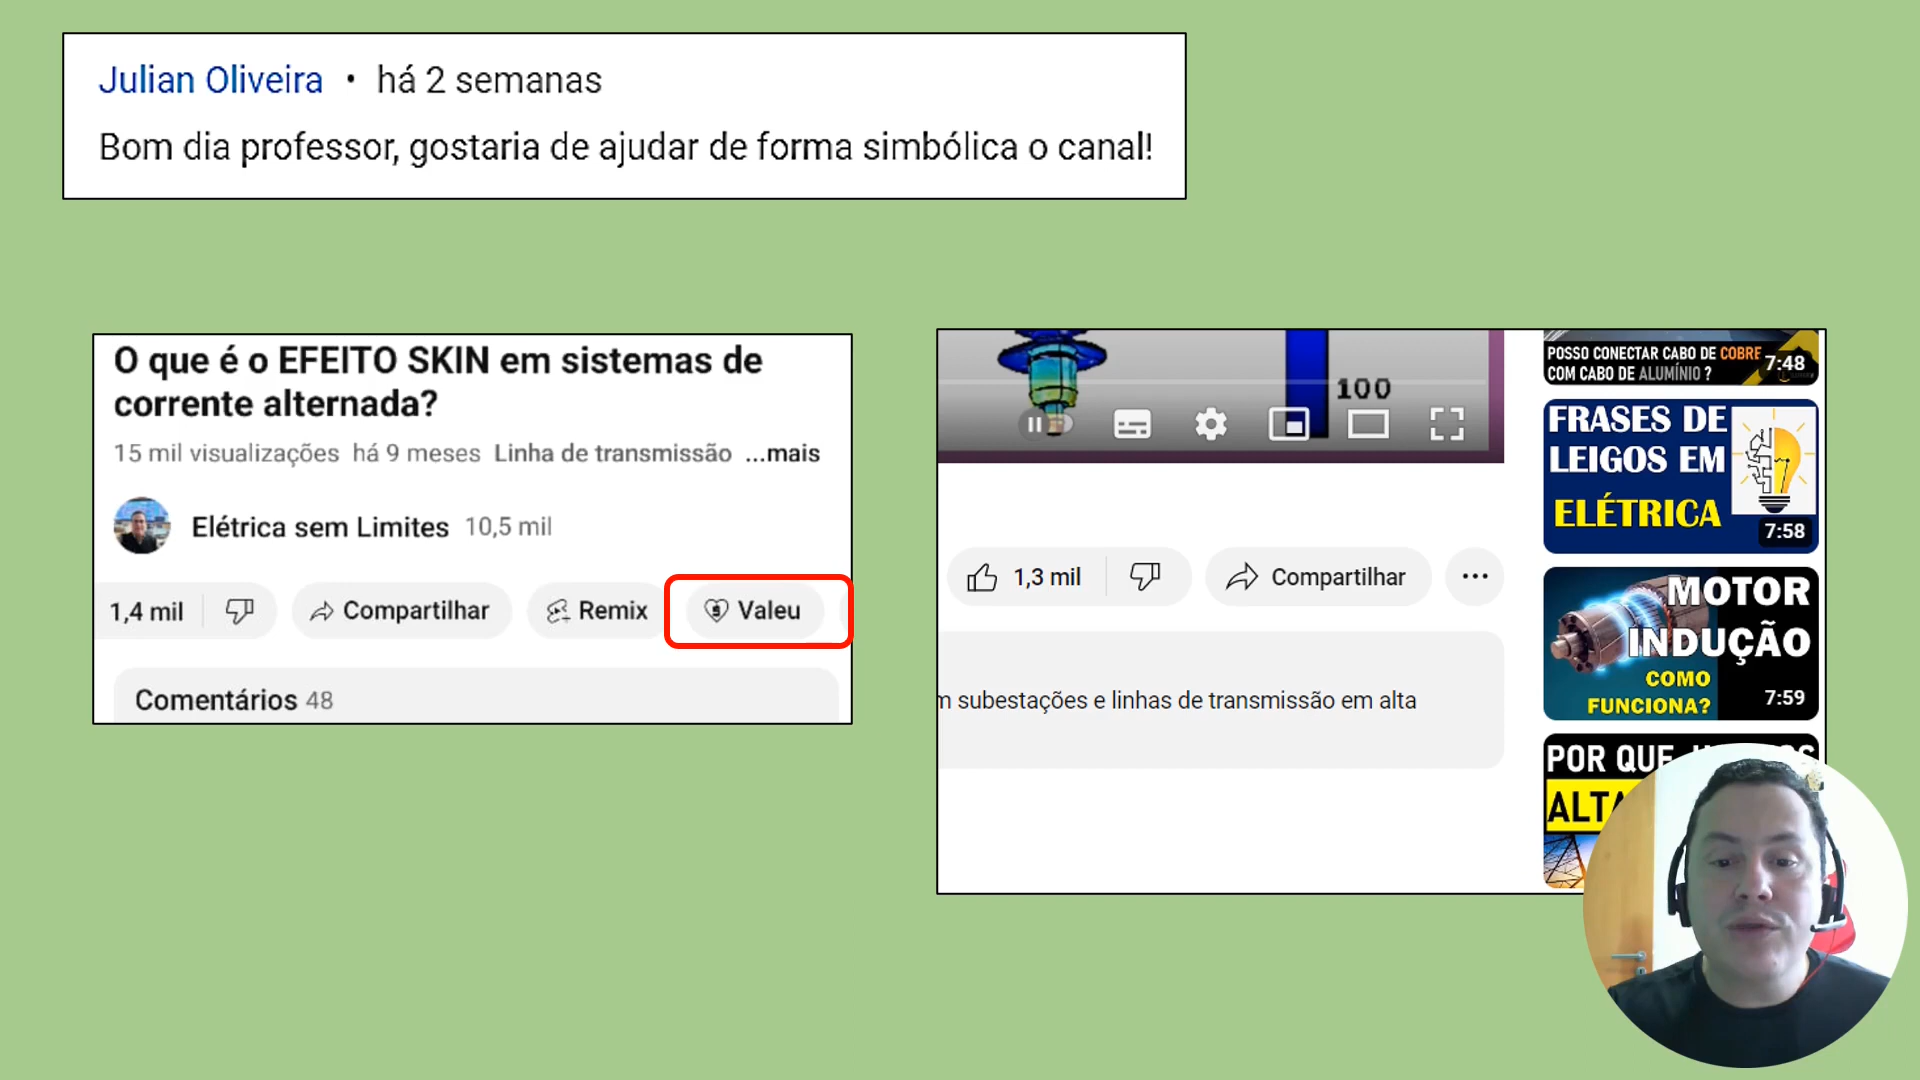 Julian Oliveira • há 2 semanas
Bom dia professor, gostaria de ajudar de forma simbólica o canal!
O que é o EFEITO SKIN em sistemas de
corrente alternada?
15 mil visualizações há 9 meses Linha de transmissão ...mais
Elétrica sem Limites 10,5 mil
1,4 mil Compartilhar Remix Valeu
Comentários 48
100
1,3 mil Compartilhar
subestações e linhas de transmissão em alta
POSSO CONECTAR CABO DE COBRE
COM CABO DE ALUMÍNIO ?
7:48
FRASES DE
LEIGOS EM
ELÉTRICA
7:58
MOTOR
INDUÇÃO
COMO
FUNCIONA?
7:59
POR QUE